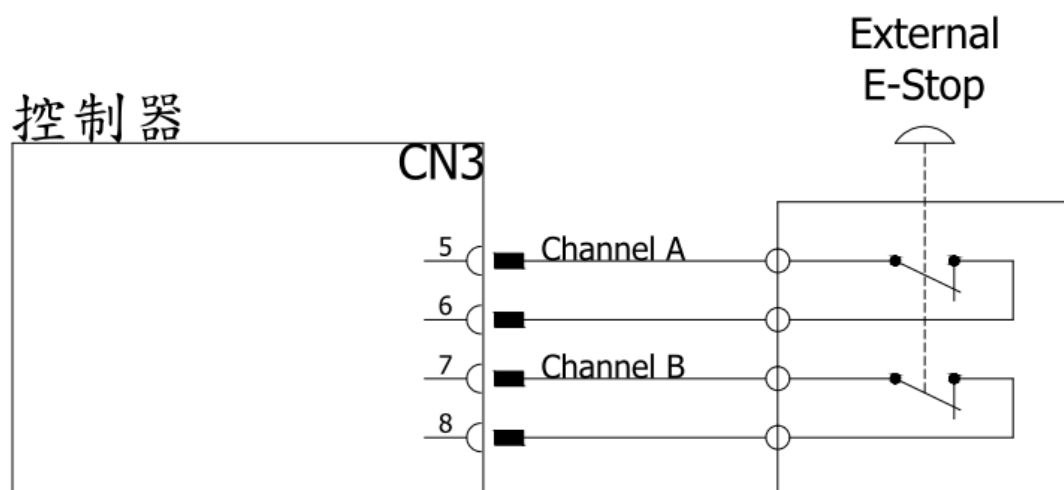 External
E-Stop
控制器
CN3
5
Channel A
6
7
Channel B
8